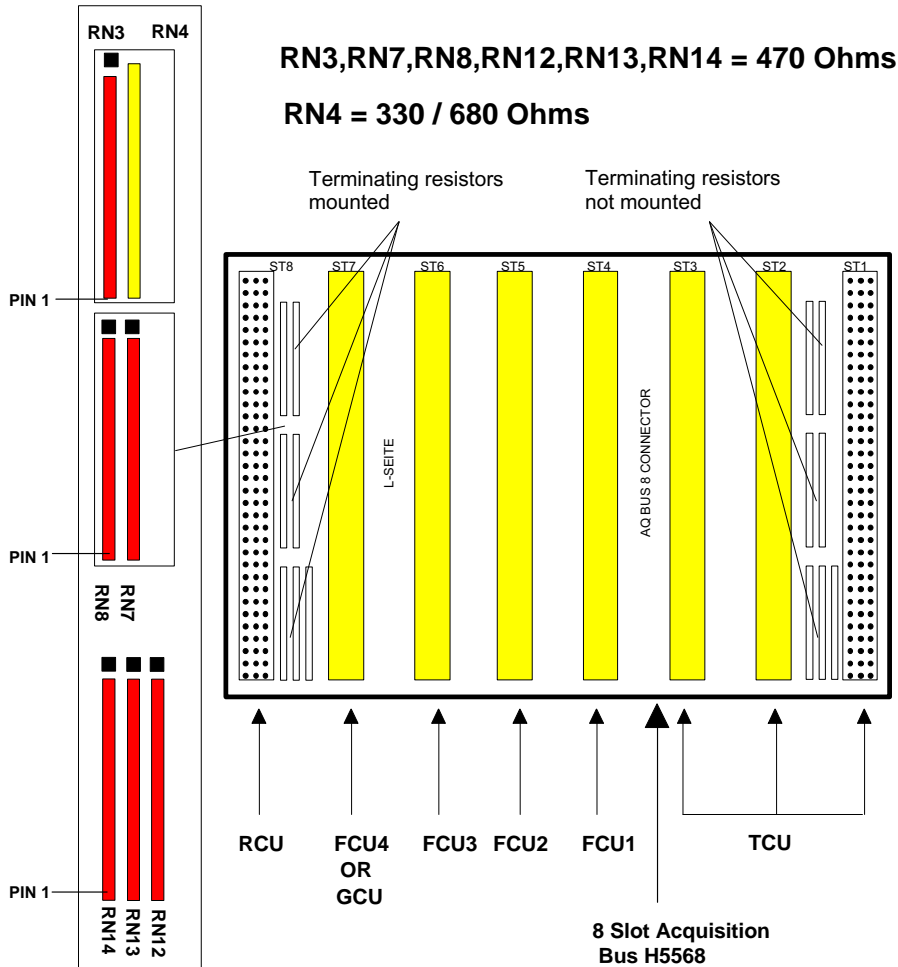 RN3 RN4
RN3,RN7,RN8,RN12,RN13,RN14 = 470 Ohms
RN4 = 330 / 680 Ohms
Terminating resistors
mounted
Terminating resistors
not mounted
PIN 1
ST8 ST7 ST6 ST5 ST4 ST3 ST2 ST1
L-SEITE
AQ BUS 8 CONNECTOR
PIN 1
RN8 RN7
PIN 1
RN14 RN13 RN12
RCU
FCU4
OR
GCU
FCU3
FCU2
FCU1
TCU
8 Slot Acquisition
Bus H5568